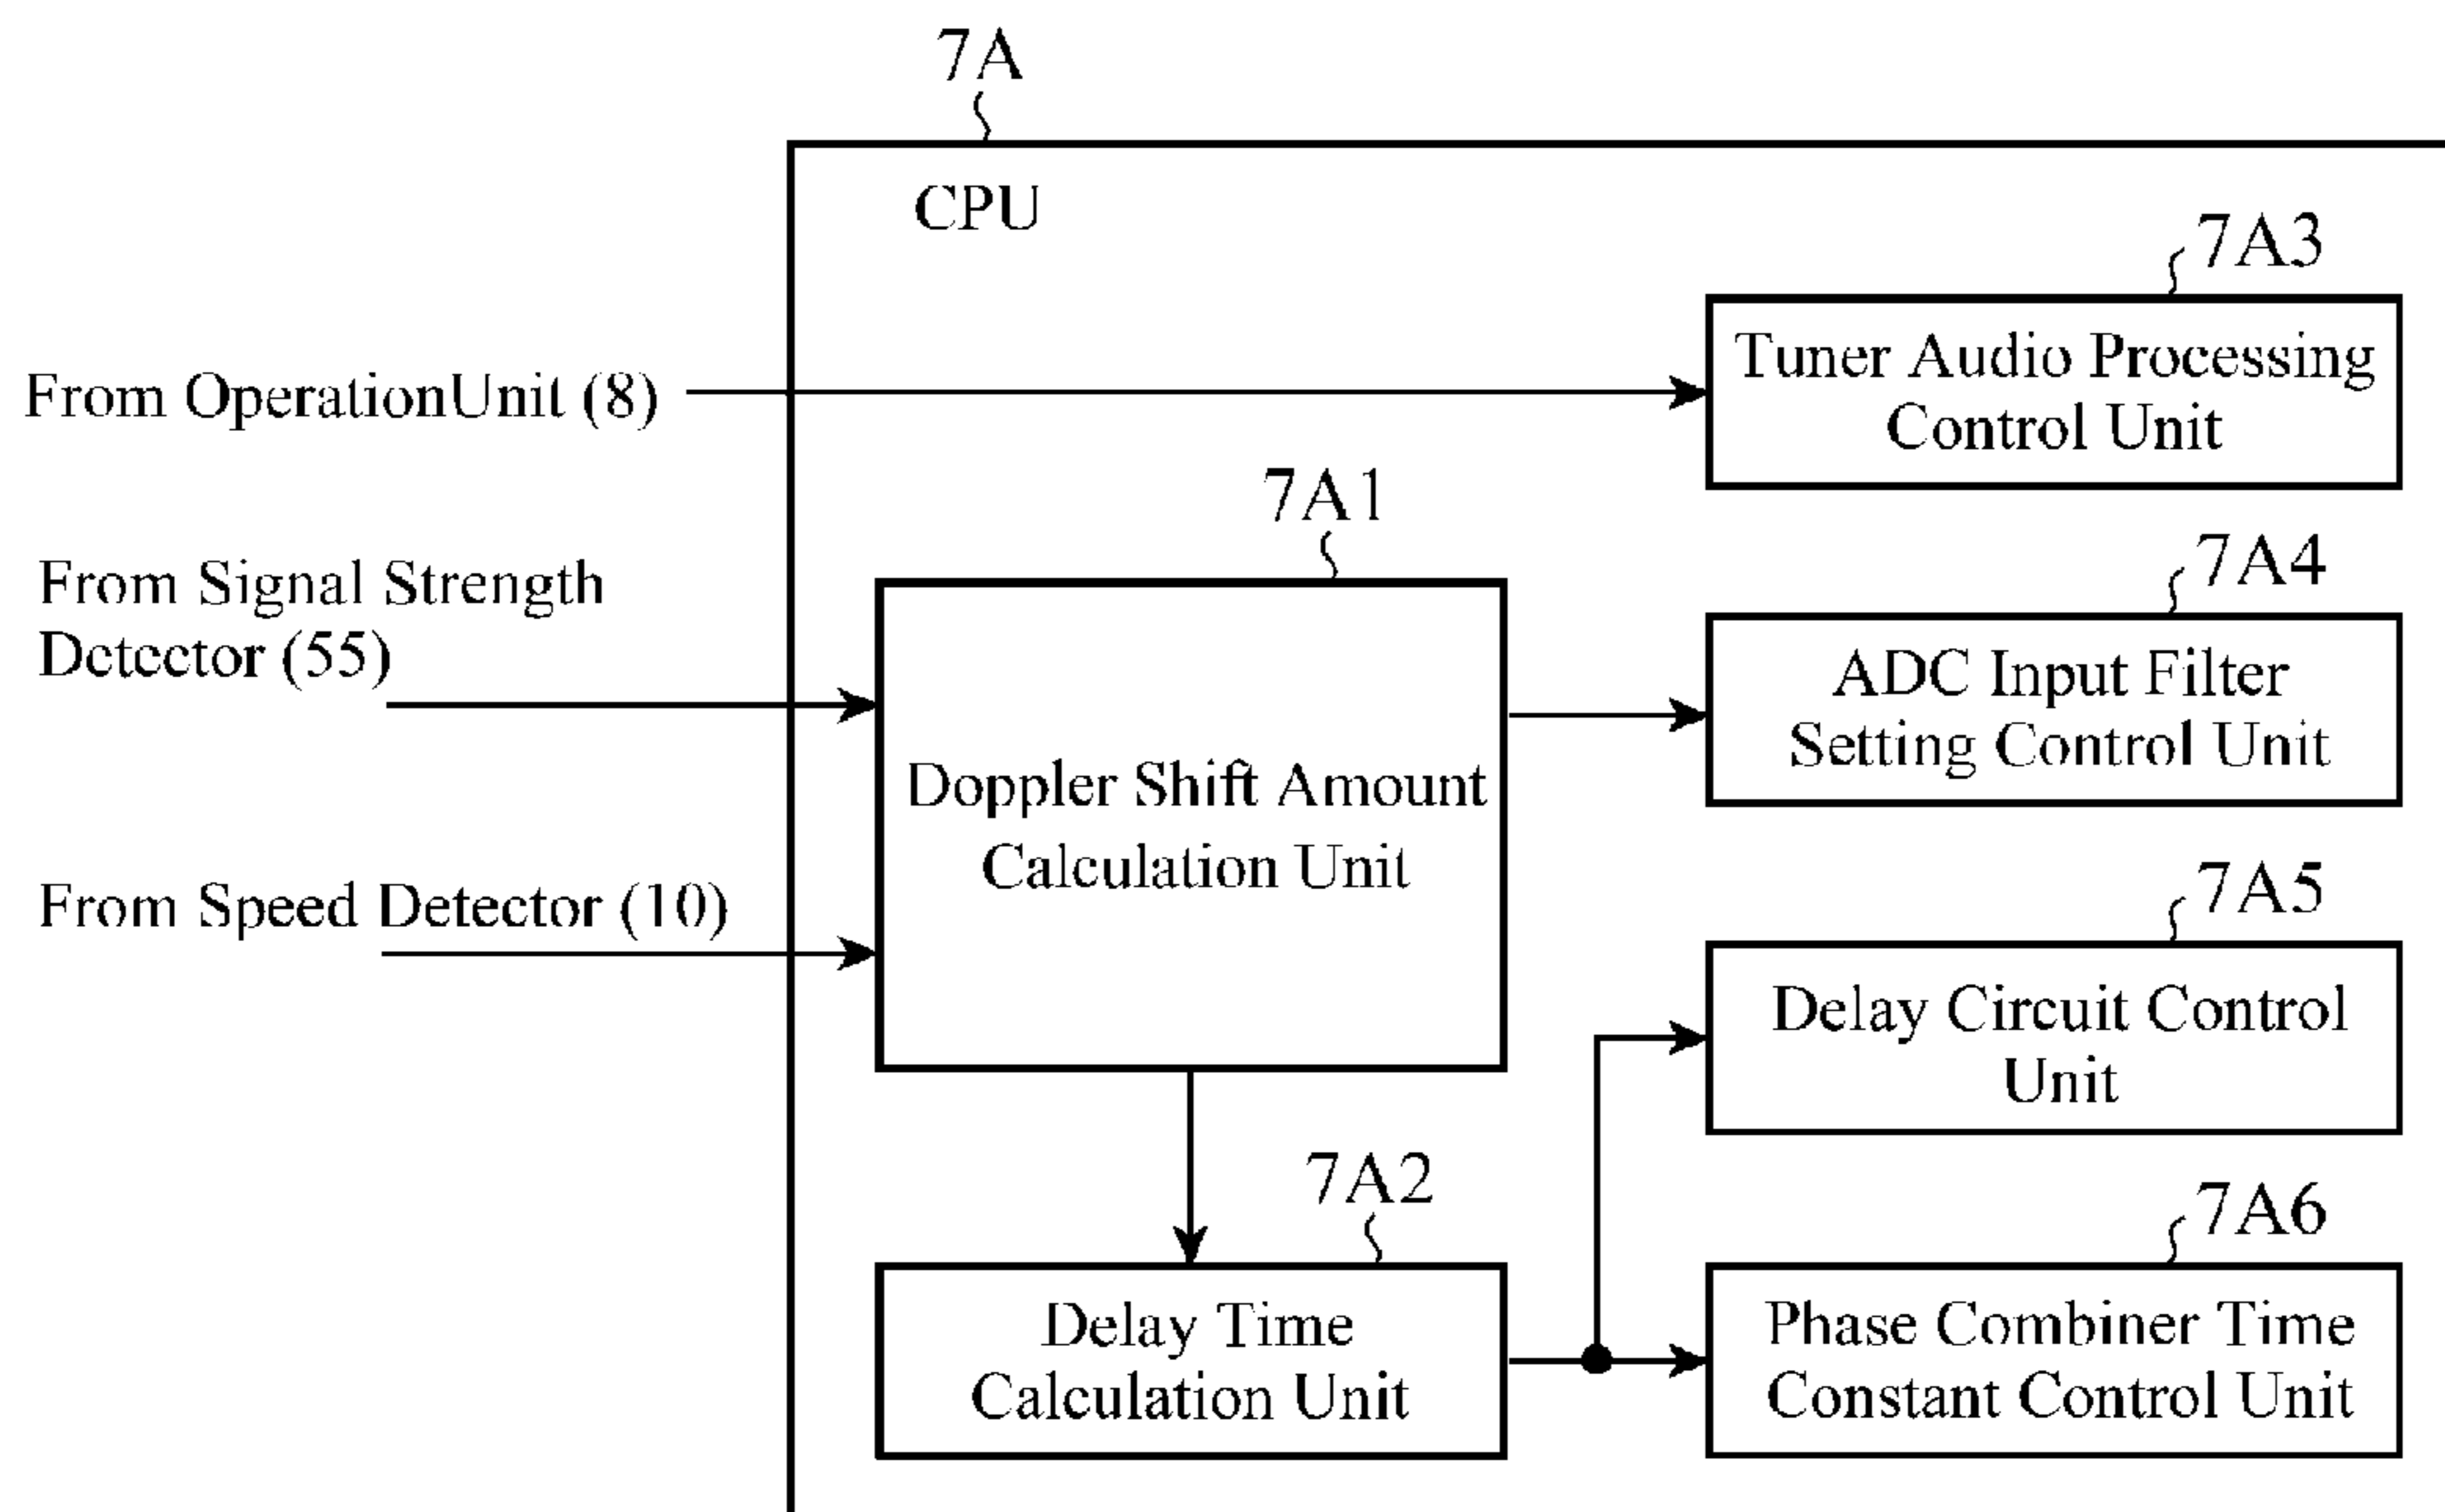 7A
CPU
7A3
Tuner Audio Processing
Control Unit
From OperationUnit (8)
7A1
From Signal Strength
Detector (55)
7A4
ADC Input Filter
Setting Control Unit
Doppler Shift Amount
Calculation Unit
From Speed Detector (10)
7A5
Delay Circuit Control
Unit
7A2
Delay Time
Calculation Unit
7A6
Phase Combiner Time
Constant Control Unit